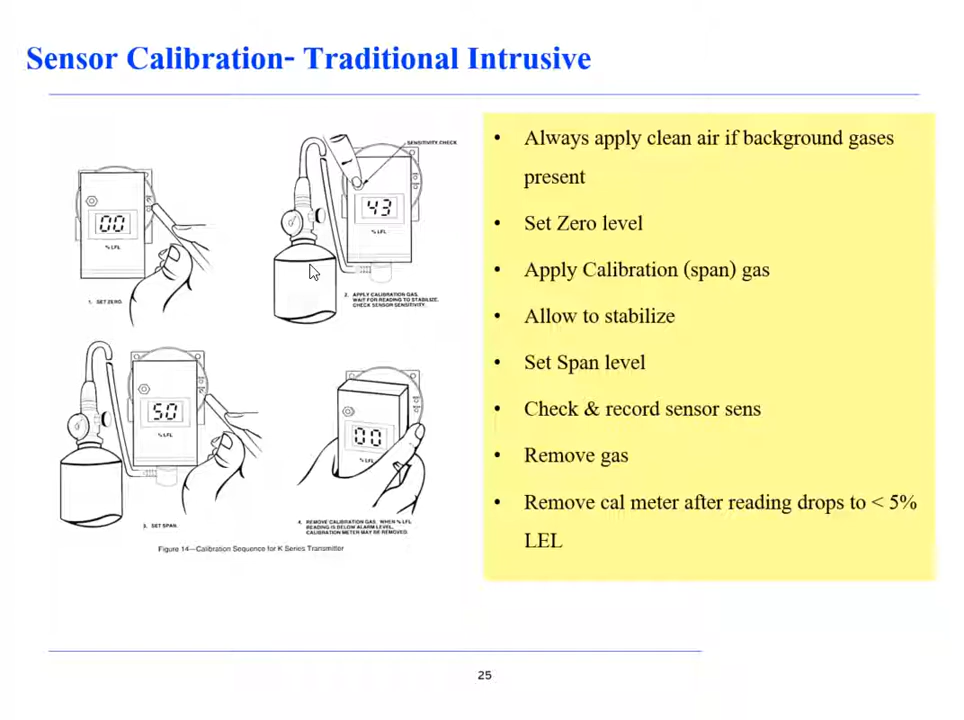 Sensor Calibration- Traditional Intrusive
00
% LFL
1. SET ZERO.
SENSITIVITY CHECK
43
% LFL
2. APPLY CALIBRATION GAS.
WAIT FOR READING TO STABILIZE.
CHECK SENSOR SENSITIVITY.
50
% LFL
3. SET SPAN.
00
% LFL
4. REMOVE CALIBRATION GAS. WHEN % LFL
READING IS BELOW ALARM LEVEL,
CALIBRATION METER MAY BE REMOVED.
Figure 14—Calibration Sequence for K Series Transmitter
• Always apply clean air if background gases
present
• Set Zero level
• Apply Calibration (span) gas
• Allow to stabilize
• Set Span level
• Check & record sensor sens
• Remove gas
• Remove cal meter after reading drops to < 5%
LEL
25